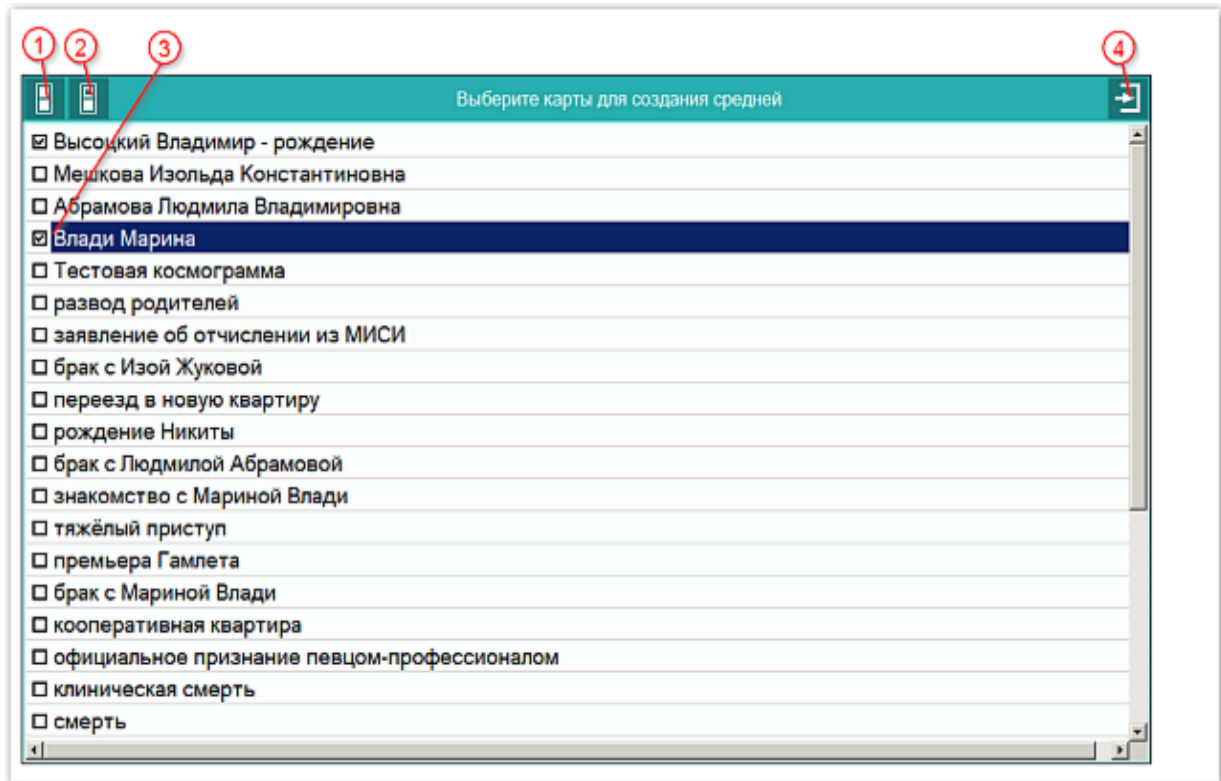 1 2 3 4
Выберите карты для создания средней
Высоцкий Владимир - рождение
Мешкова Изольда Константиновна
Абрамова Людмила Владимировна
Влади Марина
Тестовая космограмма
развод родителей
заявление об отчислении из МИСИ
брак с Изой Жуковой
переезд в новую квартиру
рождение Никиты
брак с Людмилой Абрамовой
знакомство с Мариной Влади
тяжёлый приступ
премьера Гамлета
брак с Мариной Влади
кооперативная квартира
официальное признание певцом-профессионалом
клиническая смерть
смерть